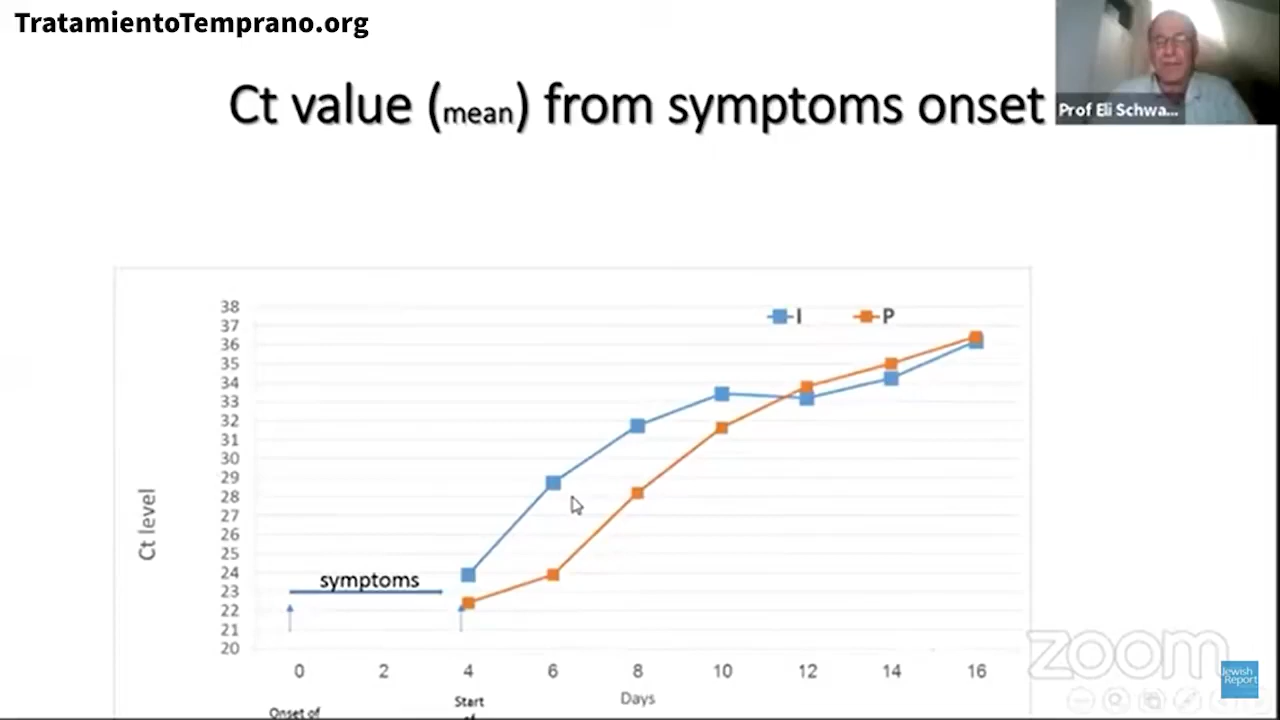 TratamientoTemprano.org
Ct value (mean) from symptoms onset
Prof Eli Schwa...
I
P
38
37
36
35
34
33
32
31
30
29
28
27
26
25
24
23
22
21
20
Ct level
symptoms
0 2 4 6 8 10 12 14 16
Days
Onset of
Start
of
zoom
Jewish
Report